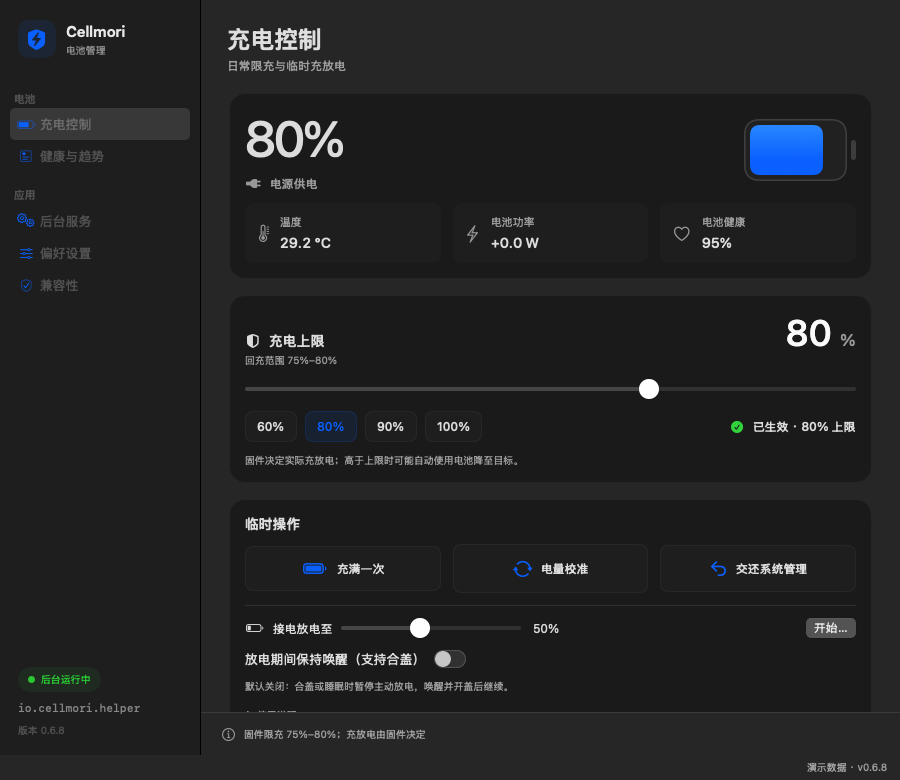 Cellmori
电池管理
电池
充电控制
健康与趋势
应用
后台服务
偏好设置
兼容性
后台运行中
io.cellmori.helper
版本 0.6.8
充电控制
日常限充与临时充放电
80%
电源供电
温度
29.2 °C
电池功率
+0.0 W
电池健康
95%
充电上限
回充范围 75%–80%
80 %
60%
80%
90%
100%
已生效 · 80% 上限
固件决定实际充放电；高于上限时可能自动使用电池降至目标。
临时操作
充满一次
电量校准
交还系统管理
接电放电至
50%
开始…
放电期间保持唤醒（支持合盖）
默认关闭：合盖或睡眠时暂停主动放电，唤醒并开盖后继续。
固件限充 75%–80%；充放电由固件决定
演示数据 · v0.6.8